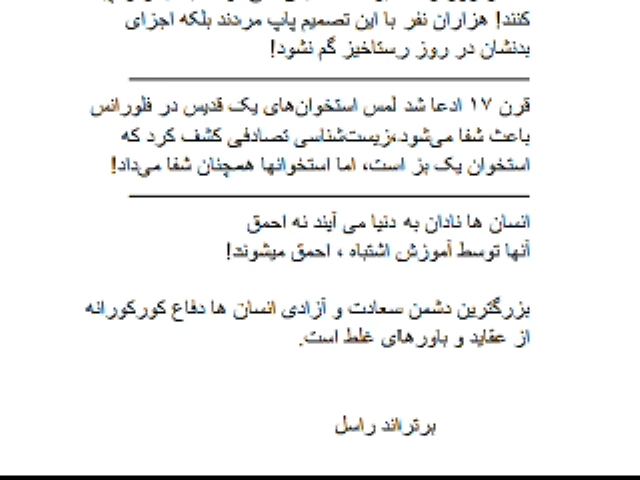 کنند! هزاران نفر با این تصمیم پاپ مردند بلکه اجزای
بدنشان در روز رستاخیز گم نشود!
قرن ۱۷ ادعا شد لمس استخوان‌های یک قدیس در فلورانس
باعث شفا می‌شود،زیست‌شناسی تصادفی کشف کرد که
استخوان یک بز است، اما استخوانها همچنان شفا می‌داد!
انسان ها نادان به دنیا می آیند نه احمق
آنها توسط آموزش اشتباه ، احمق میشوند!
بزرگترین دشمن سعادت و آزادی انسان ها دفاع کورکورانه
از عقاید و باورهای غلط است.
برتراند راسل